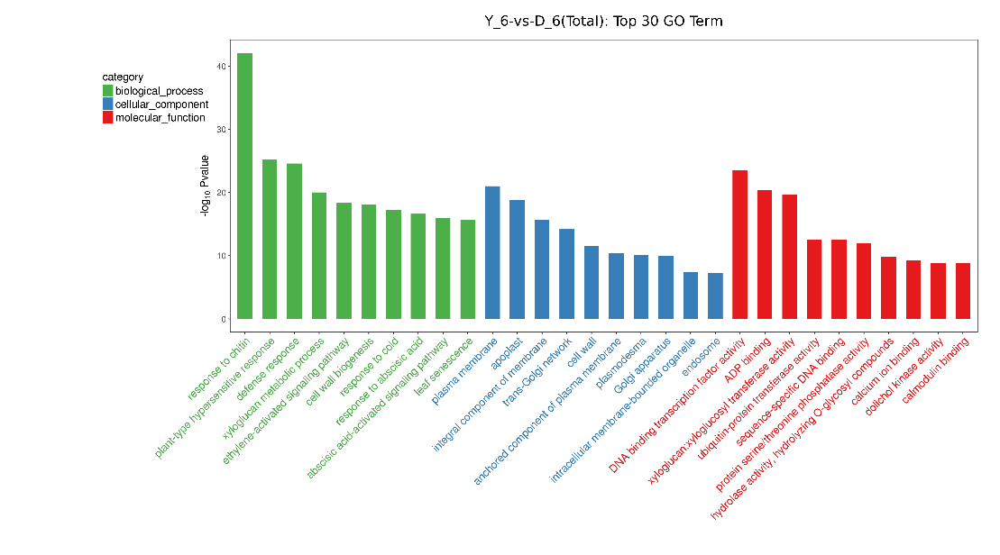 Y_6-vs-D_6(Total): Top 30 GO Term
category
biological_process
cellular_component
molecular_function
-log10 Pvalue
40
30
20
10
0
response to chitin
plant-type hypersensitive response
defense response
xyloglucan metabolic process
ethylene-activated signaling pathway
cell wall biogenesis
response to cold
response to abscisic acid
abscisic acid-activated signaling pathway
leaf senescence
plasma membrane
apoplast
integral component of membrane
trans-Golgi network
cell wall
anchored component of plasma membrane
plasmodesma
Golgi apparatus
intracellular membrane-bounded organelle
endosome
DNA binding transcription factor activity
ADP binding
xyloglucan:xyloglucosyl transferase activity
ubiquitin-protein transferase activity
sequence-specific DNA binding
protein serine/threonine phosphatase activity
hydrolase activity, hydrolyzing O-glycosyl compounds
calcium ion binding
dolichol kinase activity
calmodulin binding